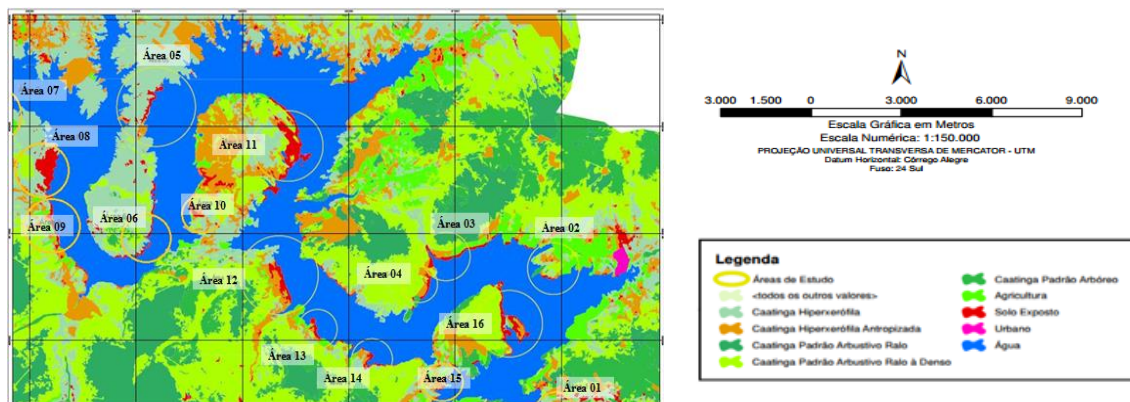 Área 05
Área 07
Área 08
Área 11
Área 10
Área 09
Área 06
Área 03
Área 02
Área 12
Área 04
Área 16
Área 13
Área 14
Área 15
Área 01
N
3.000 1.500 0 3.000 6.000 9.000
Escala Gráfica em Metros
Escala Numérica: 1:150.000
PROJEÇÃO UNIVERSAL TRANSVERSA DE MERCATOR - UTM
Datum Horizontal: Córrego Alegre
Fuso: 24 Sul
Legenda
Áreas de Estudo
<todos os outros valores>
Caatinga Hiperxerófila
Caatinga Hiperxerófila Antropizada
Caatinga Padrão Arbustivo Ralo
Caatinga Padrão Arbustivo Ralo à Denso
Caatinga Padrão Arbóreo
Agricultura
Solo Exposto
Urbano
Água